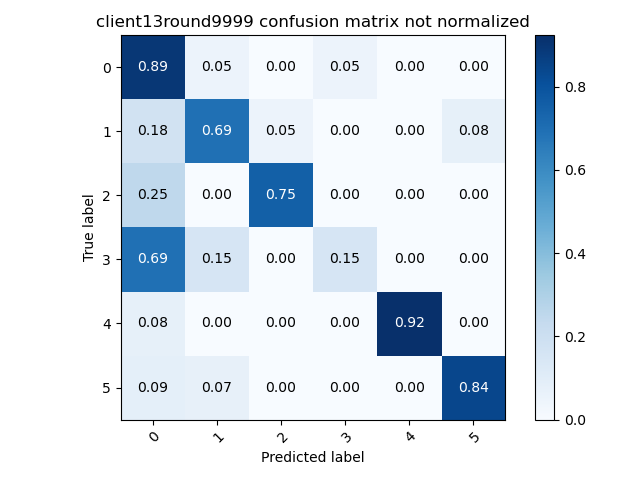 client13round9999 confusion matrix not normalized
0 0.89 0.05 0.00 0.05 0.00 0.00
1 0.18 0.69 0.05 0.00 0.00 0.08
2 0.25 0.00 0.75 0.00 0.00 0.00
3 0.69 0.15 0.00 0.15 0.00 0.00
4 0.08 0.00 0.00 0.00 0.92 0.00
5 0.09 0.07 0.00 0.00 0.00 0.84
True label
0 1 2 3 4 5
Predicted label
0.8
0.6
0.4
0.2
0.0